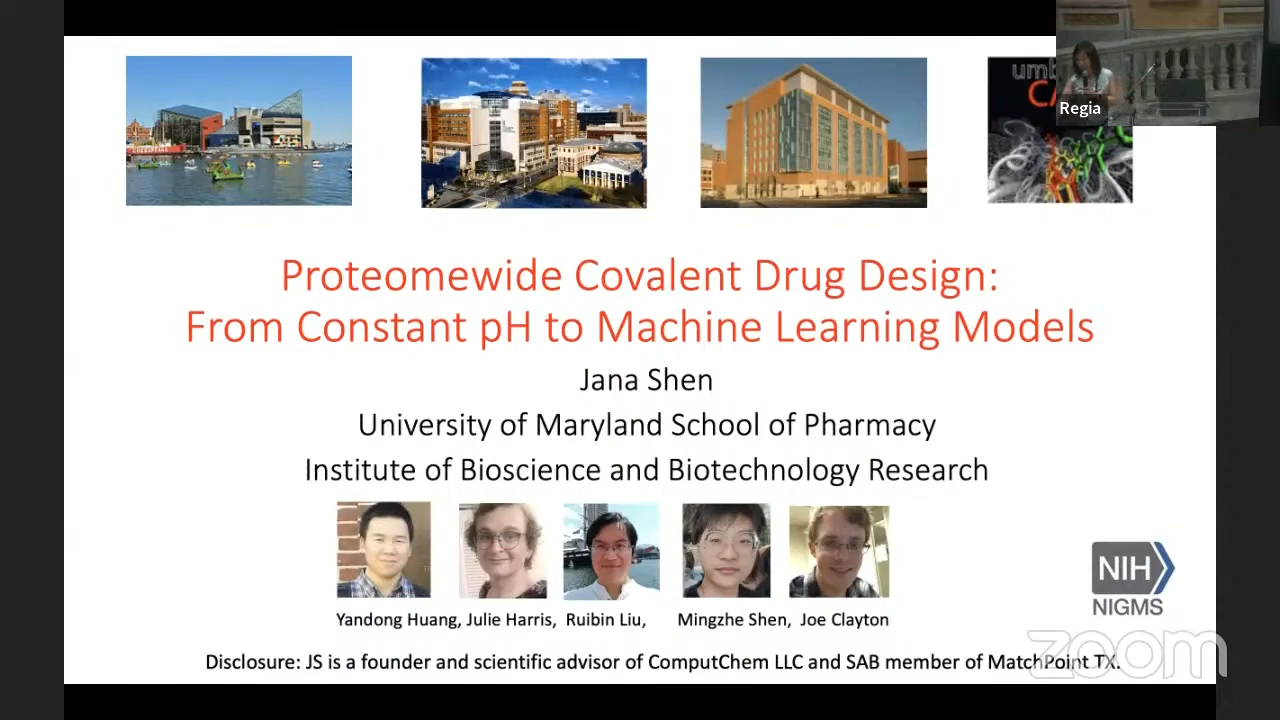 umb
CA
Regia
Proteomewide Covalent Drug Design:
From Constant pH to Machine Learning Models
Jana Shen
University of Maryland School of Pharmacy
Institute of Bioscience and Biotechnology Research
Yandong Huang, Julie Harris, Ruibin Liu, Mingzhe Shen, Joe Clayton
NIH
NIGMS
Disclosure: JS is a founder and scientific advisor of ComputChem LLC and SAB member of MatchPoint TX.
zoom